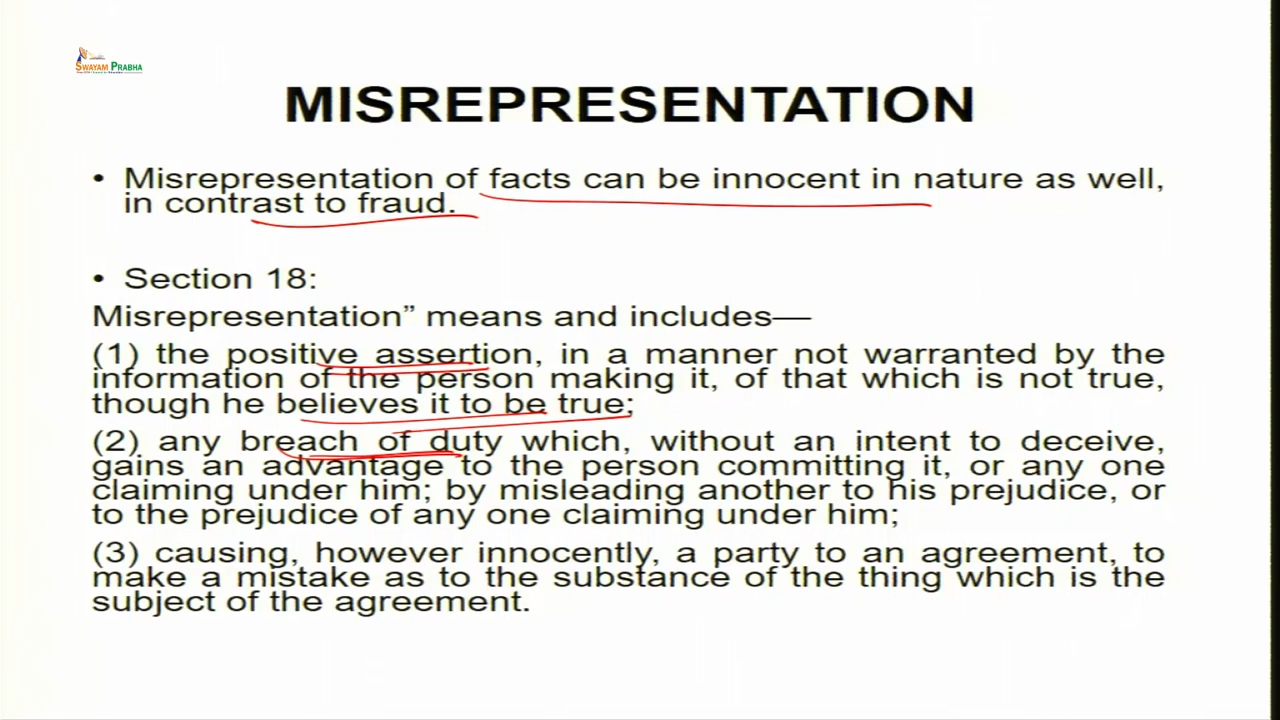 SWAYAM PRABHA
MISREPRESENTATION
• Misrepresentation of facts can be innocent in nature as well,
in contrast to fraud.
• Section 18:
Misrepresentation” means and includes—
(1) the positive assertion, in a manner not warranted by the
information of the person making it, of that which is not true,
though he believes it to be true;
(2) any breach of duty which, without an intent to deceive,
gains an advantage to the person committing it, or any one
claiming under him; by misleading another to his prejudice, or
to the prejudice of any one claiming under him;
(3) causing, however innocently, a party to an agreement, to
make a mistake as to the substance of the thing which is the
subject of the agreement.